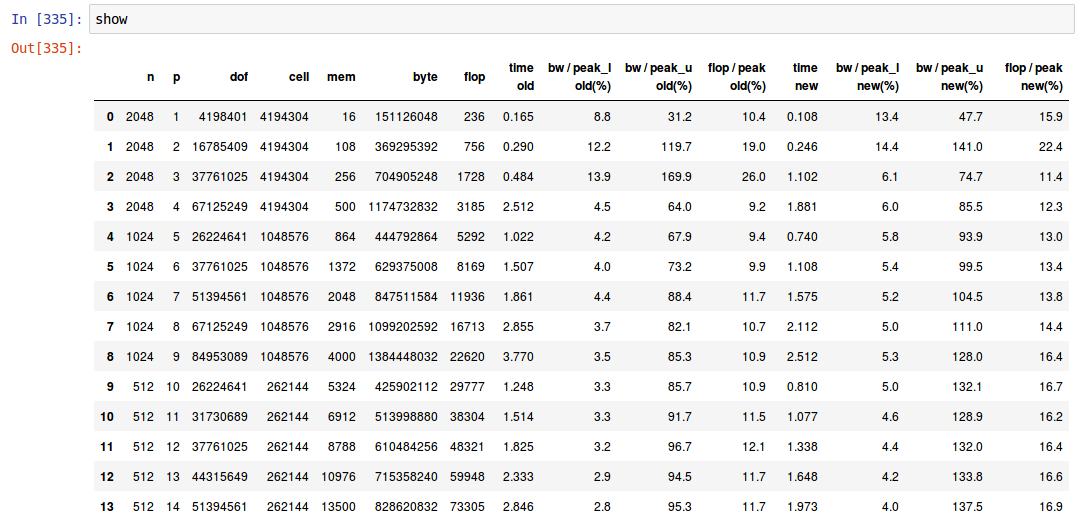 In [335]: show
Out[335]:
n p dof cell mem byte flop time old bw / peak_l old(%) bw / peak_u old(%) flop / peak old(%) time new bw / peak_l new(%) bw / peak_u new(%) flop / peak new(%)
0 2048 1 4198401 4194304 16 151126048 236 0.165 8.8 31.2 10.4 0.108 13.4 47.7 15.9
1 2048 2 16785409 4194304 108 369295392 756 0.290 12.2 119.7 19.0 0.246 14.4 141.0 22.4
2 2048 3 37761025 4194304 256 704905248 1728 0.484 13.9 169.9 26.0 1.102 6.1 74.7 11.4
3 2048 4 67125249 4194304 500 1174732832 3185 2.512 4.5 64.0 9.2 1.881 6.0 85.5 12.3
4 1024 5 26224641 1048576 864 444792864 5292 1.022 4.2 67.9 9.4 0.740 5.8 93.9 13.0
5 1024 6 37761025 1048576 1372 629375008 8169 1.507 4.0 73.2 9.9 1.108 5.4 99.5 13.4
6 1024 7 51394561 1048576 2048 847511584 11936 1.861 4.4 88.4 11.7 1.575 5.2 104.5 13.8
7 1024 8 67125249 1048576 2916 1099202592 16713 2.855 3.7 82.1 10.7 2.112 5.0 111.0 14.4
8 1024 9 84953089 1048576 4000 1384448032 22620 3.770 3.5 85.3 10.9 2.512 5.3 128.0 16.4
9 512 10 26224641 262144 5324 425902112 29777 1.248 3.3 85.7 10.9 0.810 5.0 132.1 16.7
10 512 11 31730689 262144 6912 513998880 38304 1.514 3.3 91.7 11.5 1.077 4.6 128.9 16.2
11 512 12 37761025 262144 8788 610484256 48321 1.825 3.2 96.7 12.1 1.338 4.4 132.0 16.4
12 512 13 44315649 262144 10976 715358240 59948 2.333 2.9 94.5 11.7 1.648 4.2 133.8 16.6
13 512 14 51394561 262144 13500 828620832 73305 2.846 2.8 95.3 11.7 1.973 4.0 137.5 16.9